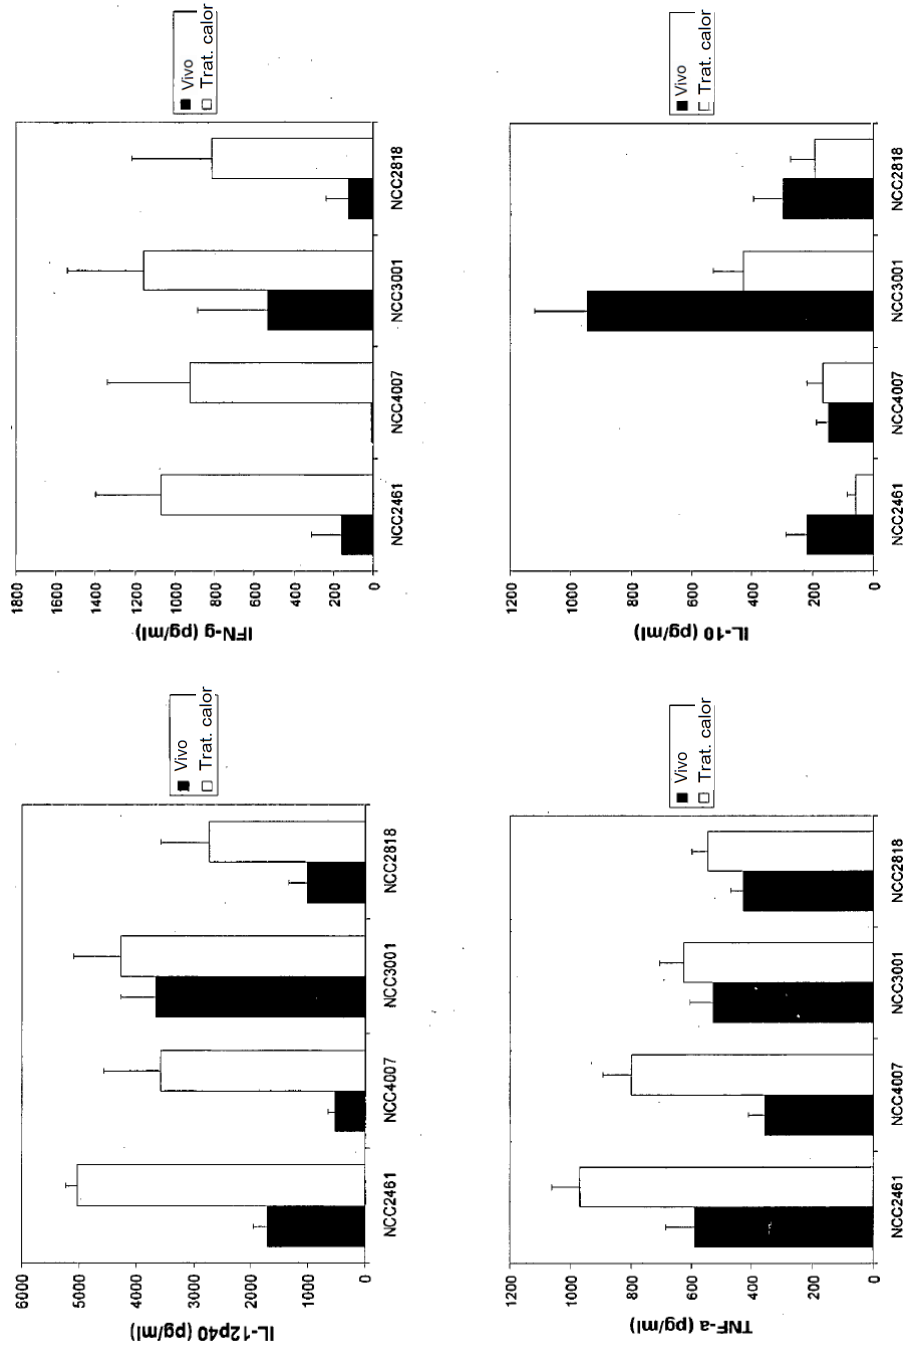 IL-12p40 (pg/ml)
6000
5000
4000
3000
2000
1000
0
NCC2461
NCC4007
NCC3001
NCC2818
Vivo
Trat. calor
IFN-g (pg/ml)
1800
1600
1400
1200
1000
800
600
400
200
0
NCC2461
NCC4007
NCC3001
NCC2818
Vivo
Trat. calor
TNF-a (pg/ml)
1200
1000
800
600
400
200
0
NCC2461
NCC4007
NCC3001
NCC2818
Vivo
Trat. calor
IL-10 (pg/ml)
1200
1000
800
600
400
200
0
NCC2461
NCC4007
NCC3001
NCC2818
Vivo
Trat. calor